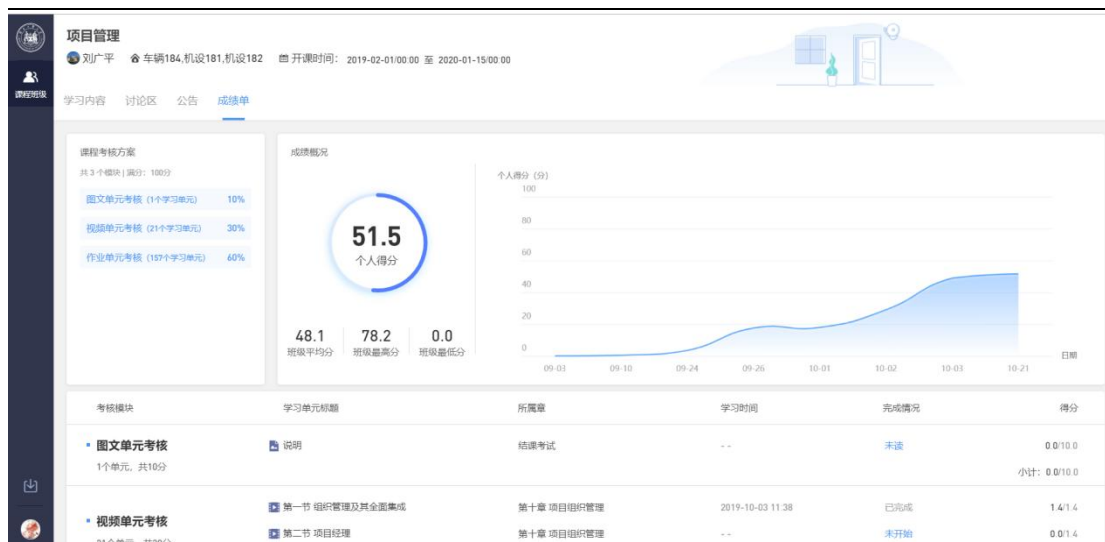 项目管理
刘广平 车辆184,机设181,机设182 开课时间: 2019-02-01/00:00 至 2020-01-15/00:00
课程班级
学习内容 讨论区 公告 成绩单
课程考核方案
共 3 个模块 | 满分: 100分
图文单元考核 (1个学习单元) 10%
视频单元考核 (21个学习单元) 30%
作业单元考核 (157个学习单元) 60%
成绩概况
51.5
个人得分
48.1 78.2 0.0
班级平均分 班级最高分 班级最低分
个人得分 (分)
100
80
60
40
20
0
日期
09-03 09-10 09-24 09-26 10-01 10-02 10-03 10-21
考核模块 学习单元标题 所属章 学习时间 完成情况 得分
图文单元考核 说明 结课考试 - - 未读 0.0/10.0
1个单元, 共10分
小计: 0.0/10.0
第一节 组织管理及其全面集成 第十章 项目组织管理 2019-10-03 11:38 已完成 1.4/1.4
视频单元考核
第二节 项目经理 第十章 项目组织管理 - - 未开始 0.0/1.4